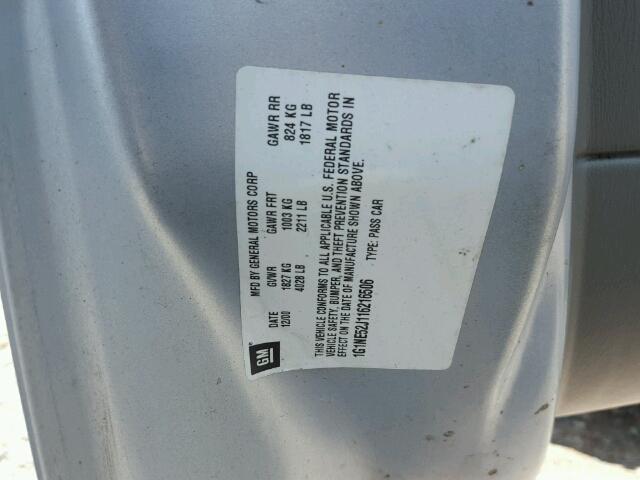 GM
MFD BY GENERAL MOTORS CORP
DATE GVWR GAWR FRT GAWR RR
12/00 1827 KG 1003 KG 824 KG
4028 LB 2211 LB 1817 LB
THIS VEHICLE CONFORMS TO ALL APPLICABLE U.S. FEDERAL MOTOR
VEHICLE SAFETY, BUMPER, AND THEFT PREVENTION STANDARDS IN
EFFECT ON THE DATE OF MANUFACTURE SHOWN ABOVE.
1G1NE52J116216506 TYPE: PASS CAR